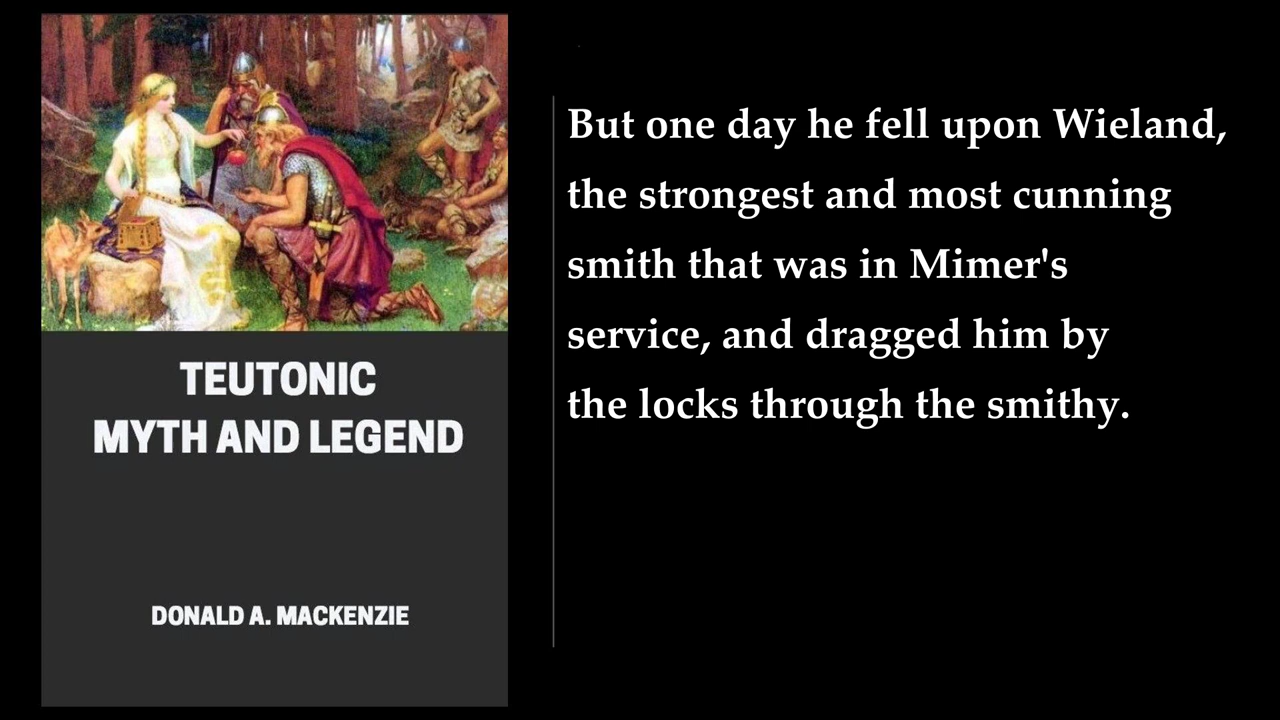 TEUTONIC
MYTH AND LEGEND
DONALD A. MACKENZIE
But one day he fell upon Wieland,
the strongest and most cunning
smith that was in Mimer's
service, and dragged him by
the locks through the smithy.